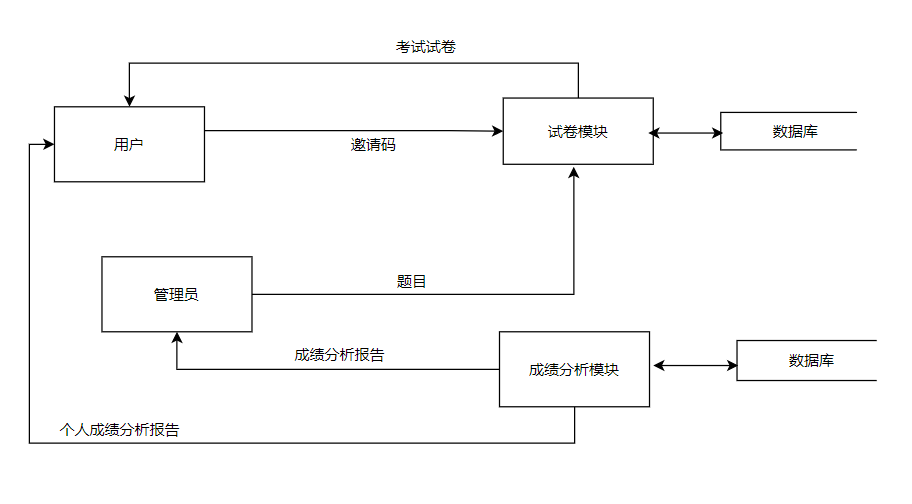 考试试卷
用户
邀请码
试卷模块
数据库
管理员
题目
成绩分析报告
成绩分析模块
数据库
个人成绩分析报告